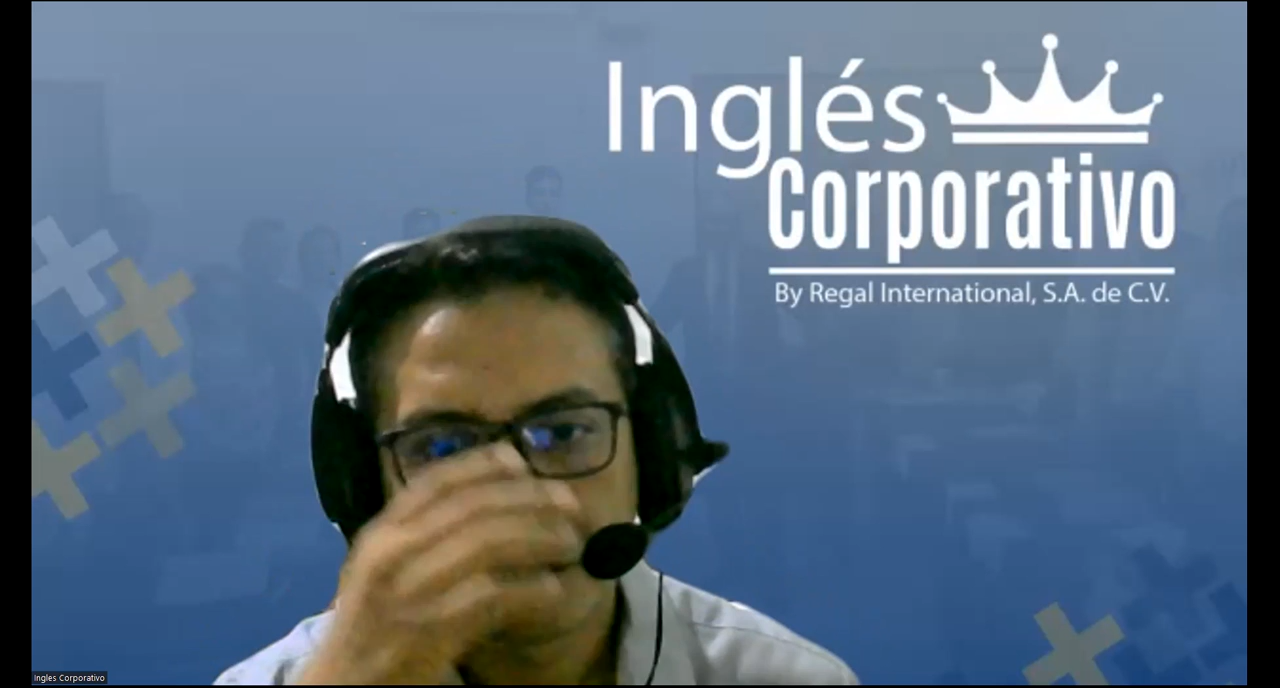 Inglés
Corporativo
By Regal International, S.A. de C.V.
Ingles Corporativo